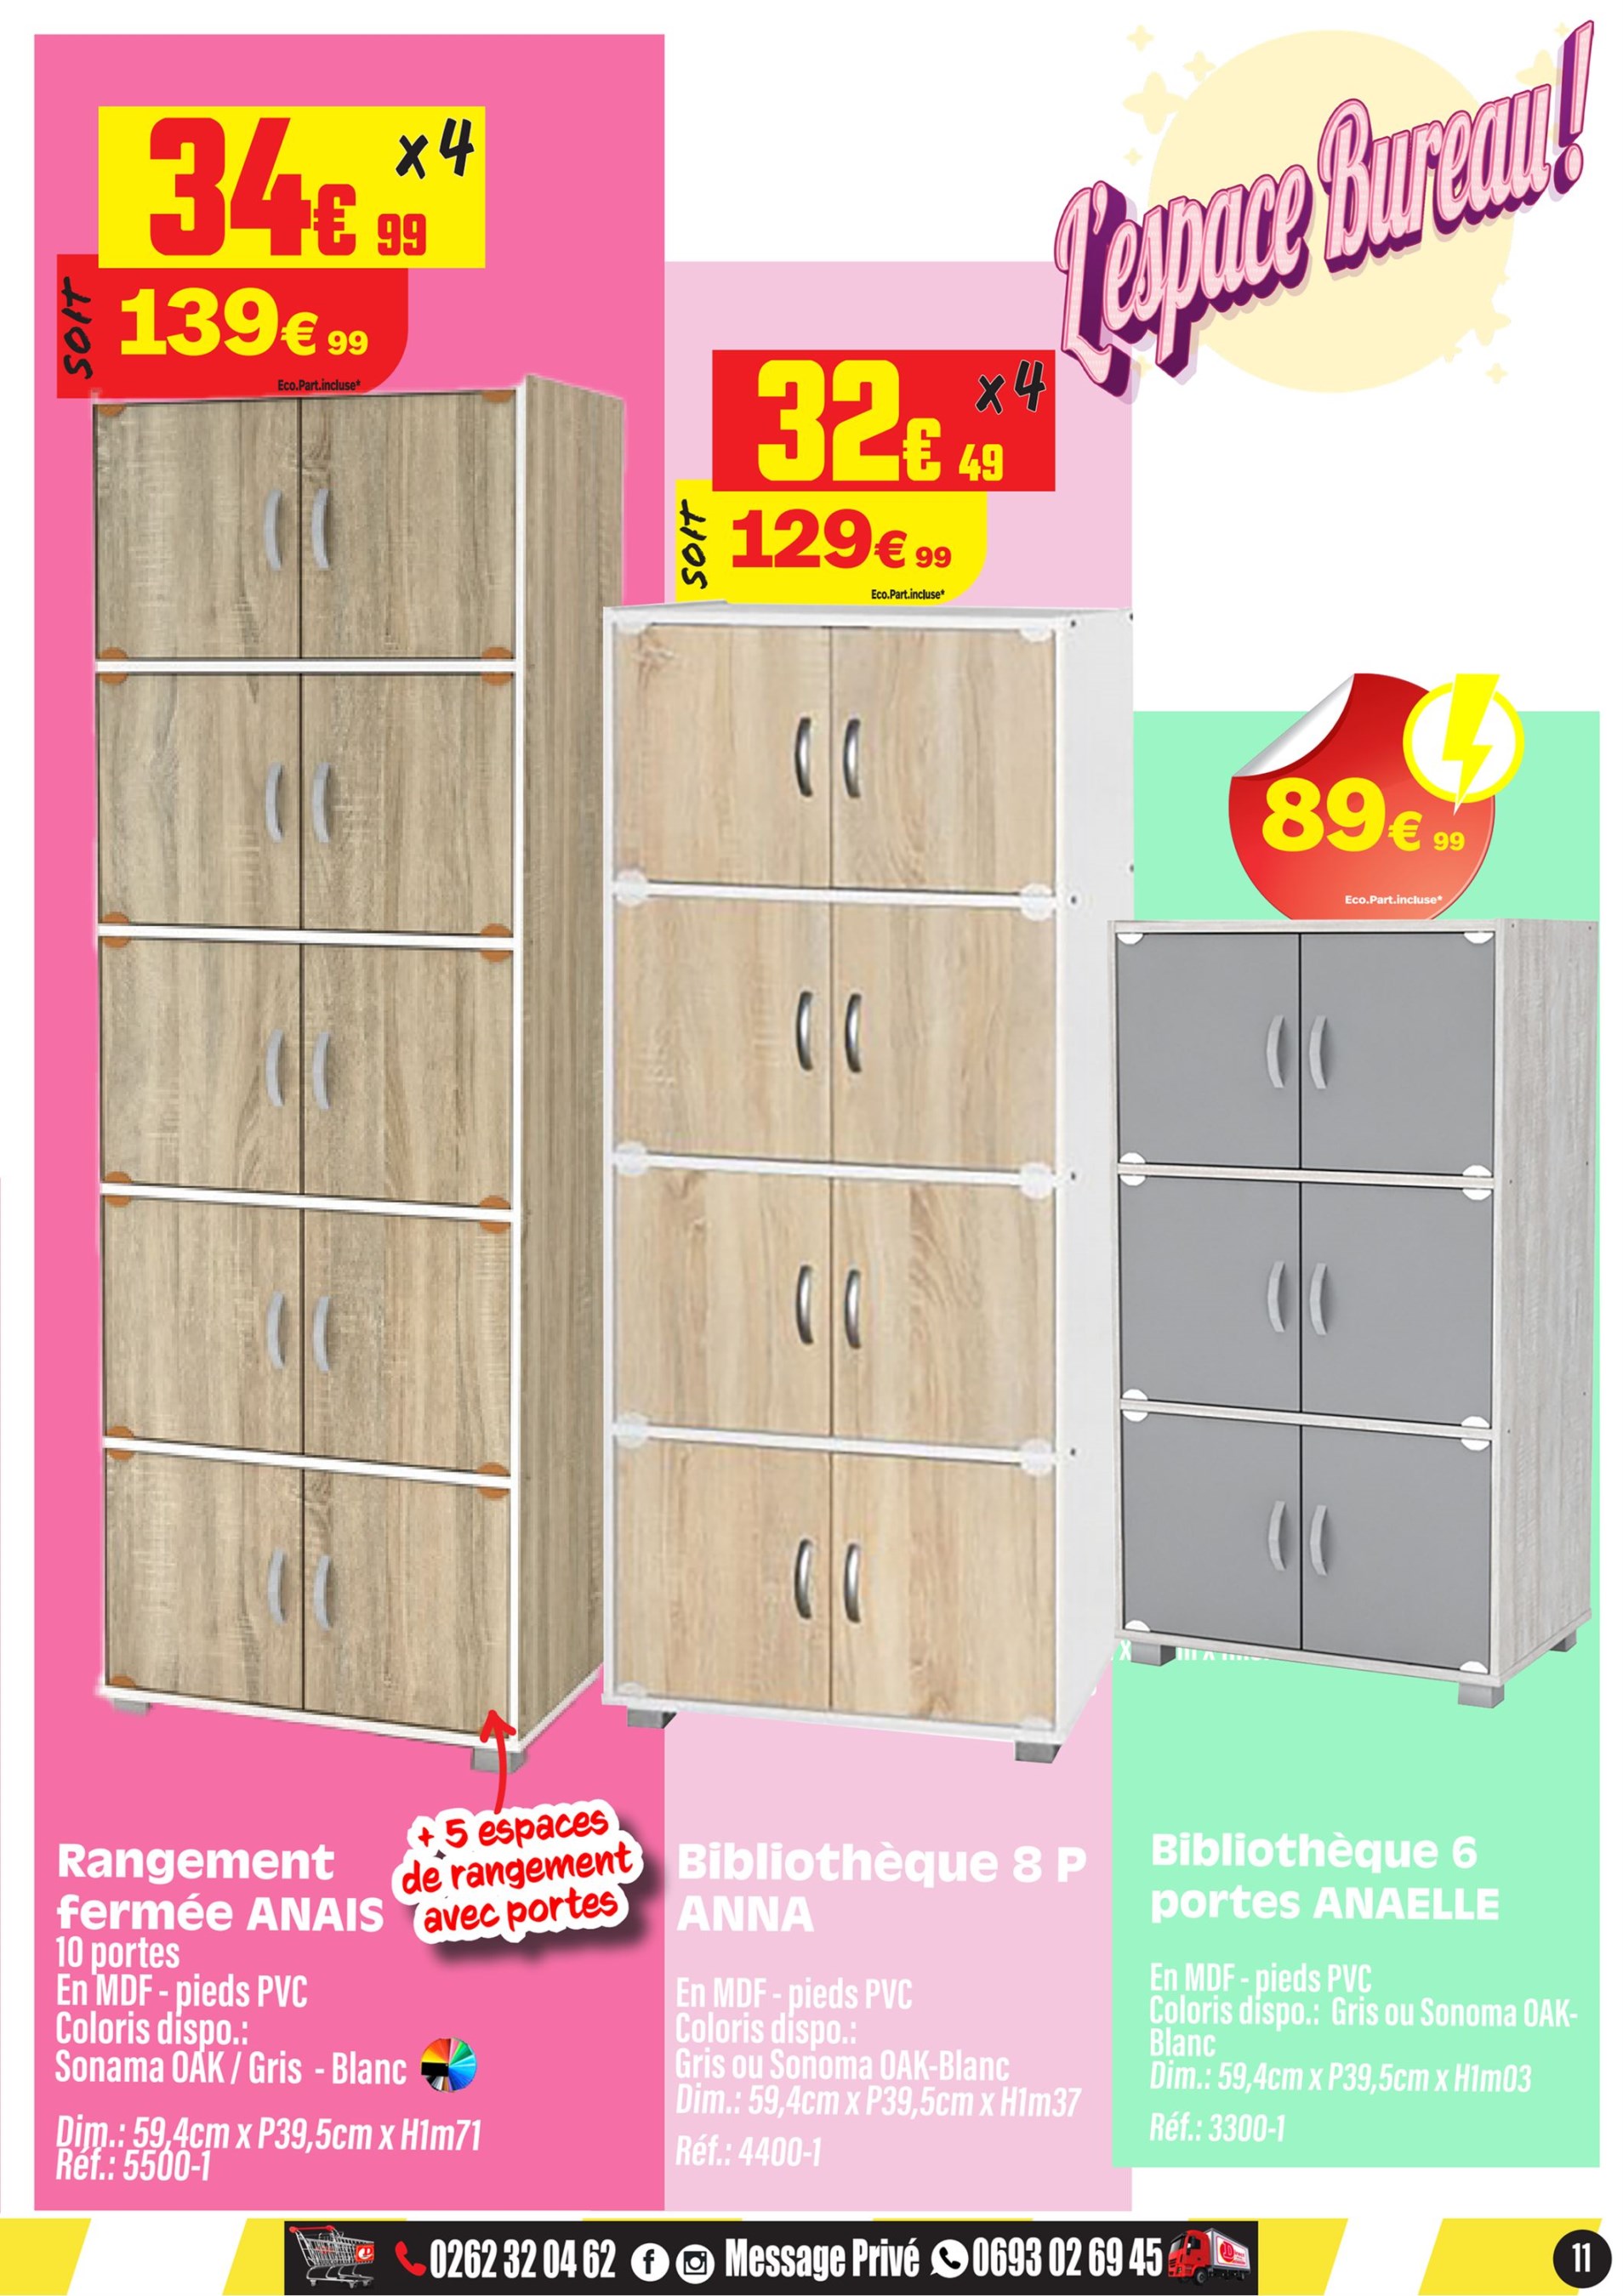 L'espace Bureau !
34€99 x4
SOIT 139€99
Eco.Part.incluse*
32€49 x4
SOIT 129€99
Eco.Part.incluse*
89€99
Eco.Part.incluse*
+ 5 espaces
de rangement
avec portes
Rangement
fermée ANAIS
10 portes
En MDF - pieds PVC
Coloris dispo.:
Sonama OAK / Gris - Blanc
Dim.: 59,4cm x P39,5cm x H1m71
Réf.: 5500-1
Bibliothèque 8 P
ANNA
En MDF - pieds PVC
Coloris dispo.:
Gris ou Sonoma OAK-Blanc
Dim.: 59,4cm x P39,5cm x H1m37
Réf.: 4400-1
Bibliothèque 6
portes ANAELLE
En MDF - pieds PVC
Coloris dispo.: Gris ou Sonoma OAK-
Blanc
Dim.: 59,4cm x P39,5cm x H1m03
Réf.: 3300-1
0262 32 04 62 Message Privé 0693 02 69 45
11